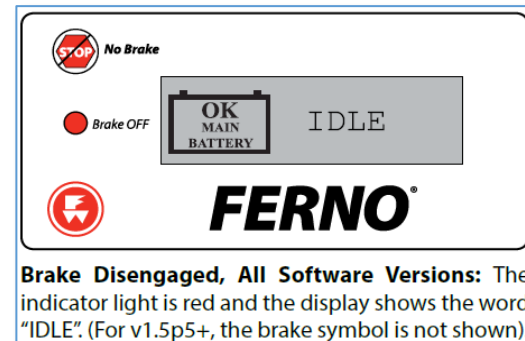 STOP
No Brake
Brake OFF
OK
MAIN
BATTERY
IDLE
FERNO®
Brake Disengaged, All Software Versions: The
indicator light is red and the display shows the word
“IDLE”. (For v1.5p5+, the brake symbol is not shown)